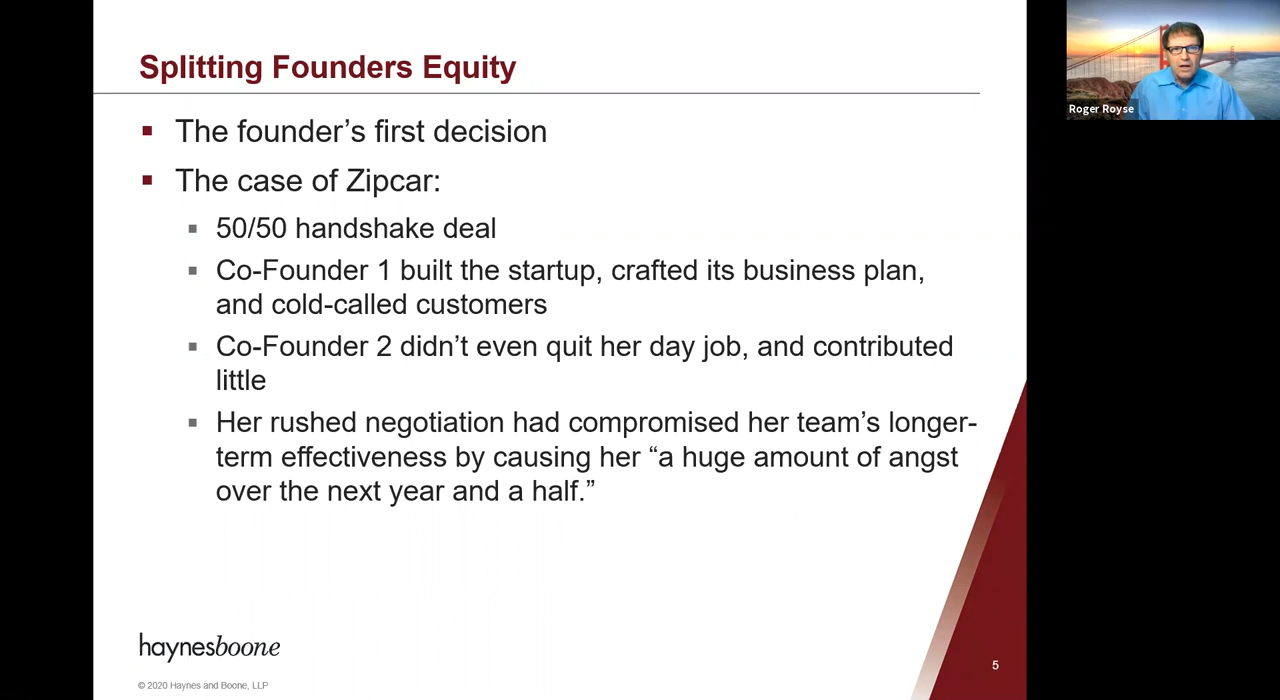 Splitting Founders Equity
The founder’s first decision
The case of Zipcar:
50/50 handshake deal
Co-Founder 1 built the startup, crafted its business plan,
and cold-called customers
Co-Founder 2 didn’t even quit her day job, and contributed
little
Her rushed negotiation had compromised her team’s longer-
term effectiveness by causing her “a huge amount of angst
over the next year and a half.”
haynesboone
© 2020 Haynes and Boone, LLP
5
Roger Royse